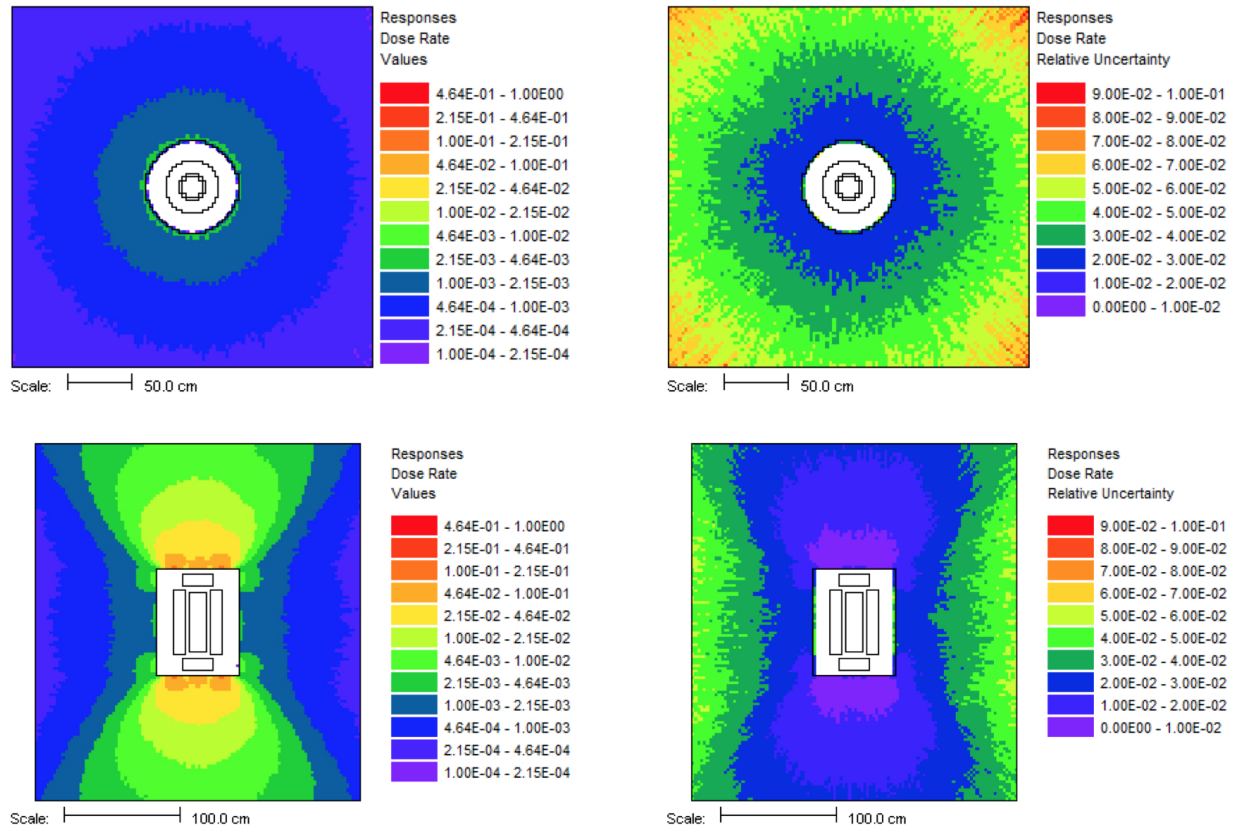 Responses
Dose Rate
Values
4.64E-01 - 1.00E00
2.15E-01 - 4.64E-01
1.00E-01 - 2.15E-01
4.64E-02 - 1.00E-01
2.15E-02 - 4.64E-02
1.00E-02 - 2.15E-02
4.64E-03 - 1.00E-02
2.15E-03 - 4.64E-03
1.00E-03 - 2.15E-03
4.64E-04 - 1.00E-03
2.15E-04 - 4.64E-04
1.00E-04 - 2.15E-04
Scale: 50.0 cm
Responses
Dose Rate
Relative Uncertainty
9.00E-02 - 1.00E-01
8.00E-02 - 9.00E-02
7.00E-02 - 8.00E-02
6.00E-02 - 7.00E-02
5.00E-02 - 6.00E-02
4.00E-02 - 5.00E-02
3.00E-02 - 4.00E-02
2.00E-02 - 3.00E-02
1.00E-02 - 2.00E-02
0.00E00 - 1.00E-02
Scale: 50.0 cm
Responses
Dose Rate
Values
4.64E-01 - 1.00E00
2.15E-01 - 4.64E-01
1.00E-01 - 2.15E-01
4.64E-02 - 1.00E-01
2.15E-02 - 4.64E-02
1.00E-02 - 2.15E-02
4.64E-03 - 1.00E-02
2.15E-03 - 4.64E-03
1.00E-03 - 2.15E-03
4.64E-04 - 1.00E-03
2.15E-04 - 4.64E-04
1.00E-04 - 2.15E-04
Scale: 100.0 cm
Responses
Dose Rate
Relative Uncertainty
9.00E-02 - 1.00E-01
8.00E-02 - 9.00E-02
7.00E-02 - 8.00E-02
6.00E-02 - 7.00E-02
5.00E-02 - 6.00E-02
4.00E-02 - 5.00E-02
3.00E-02 - 4.00E-02
2.00E-02 - 3.00E-02
1.00E-02 - 2.00E-02
0.00E00 - 1.00E-02
Scale: 100.0 cm